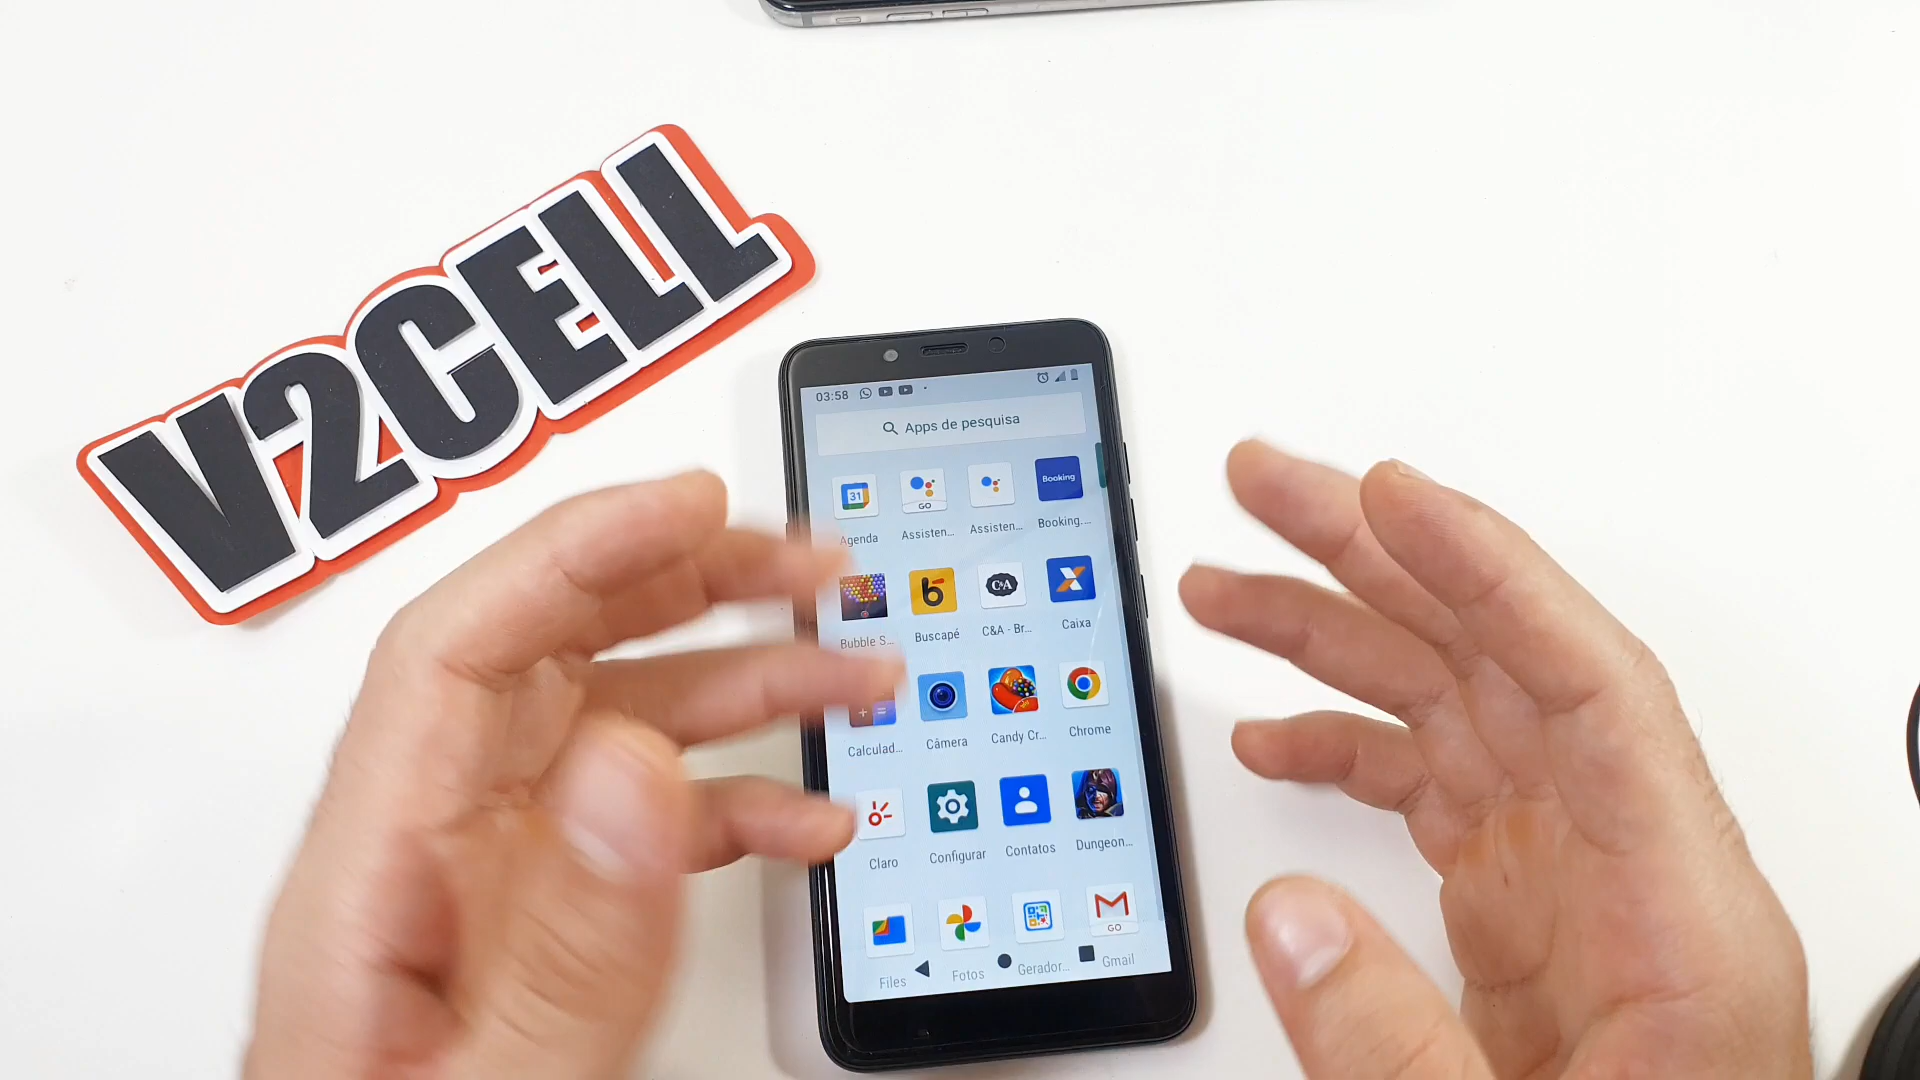 V2CELL
03:58
Apps de pesquisa
31
GO
Booking
Agenda
Assisten...
Assisten...
Booking....
b
C&A
X
Bubble S...
Buscapé
C&A - Br...
Caixa
Calculad...
Câmera
Candy Cr...
Chrome
Claro
Configurar
Contatos
Dungeon...
GO
Files
Fotos
Gerador...
Gmail